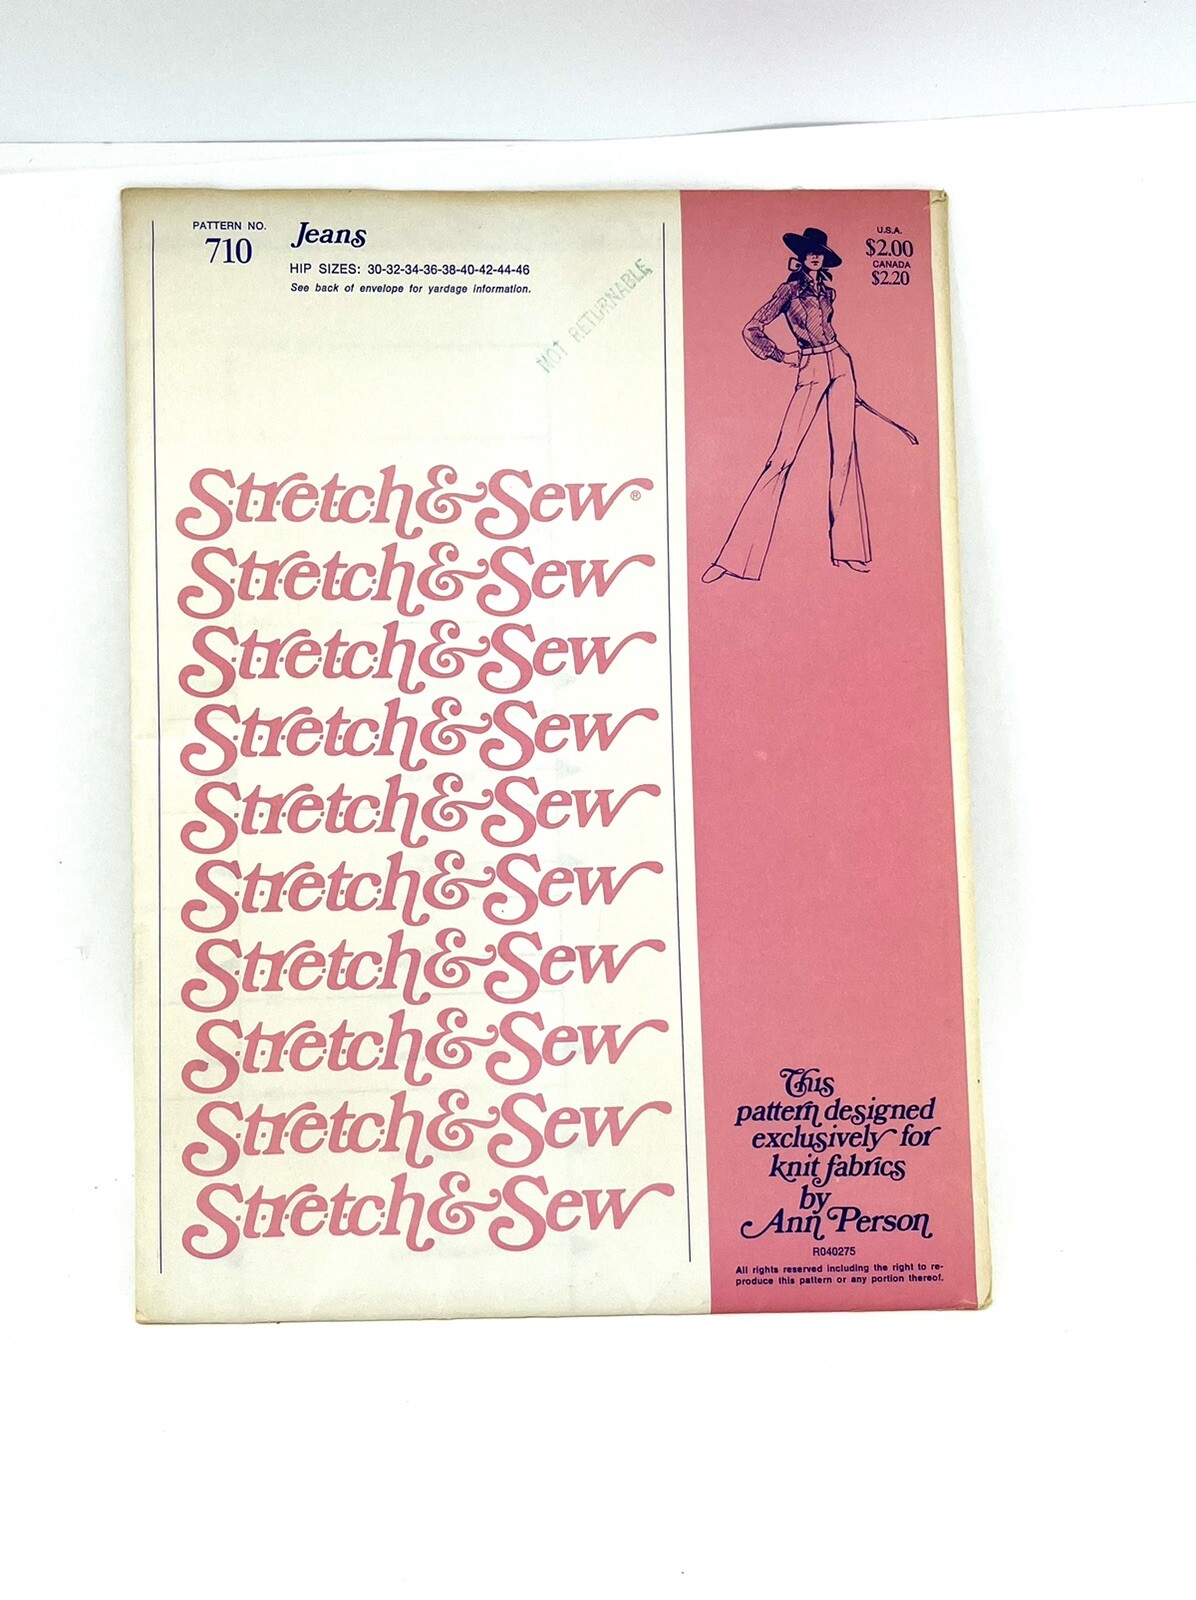 PATTERN NO.
710
Jeans
HIP SIZES: 30-32-34-36-38-40-42-44-46
See back of envelope for yardage information.
NOT RETURNABLE
U.S.A.
$2.00
CANADA
$2.20
Stretch & Sew®
Stretch & Sew
Stretch & Sew
Stretch & Sew
Stretch & Sew
Stretch & Sew
Stretch & Sew
Stretch & Sew
Stretch & Sew
Stretch & Sew
This
pattern designed
exclusively for
knit fabrics
by
Ann Person
R040275
All rights reserved including the right to re-
produce this pattern or any portion thereof.